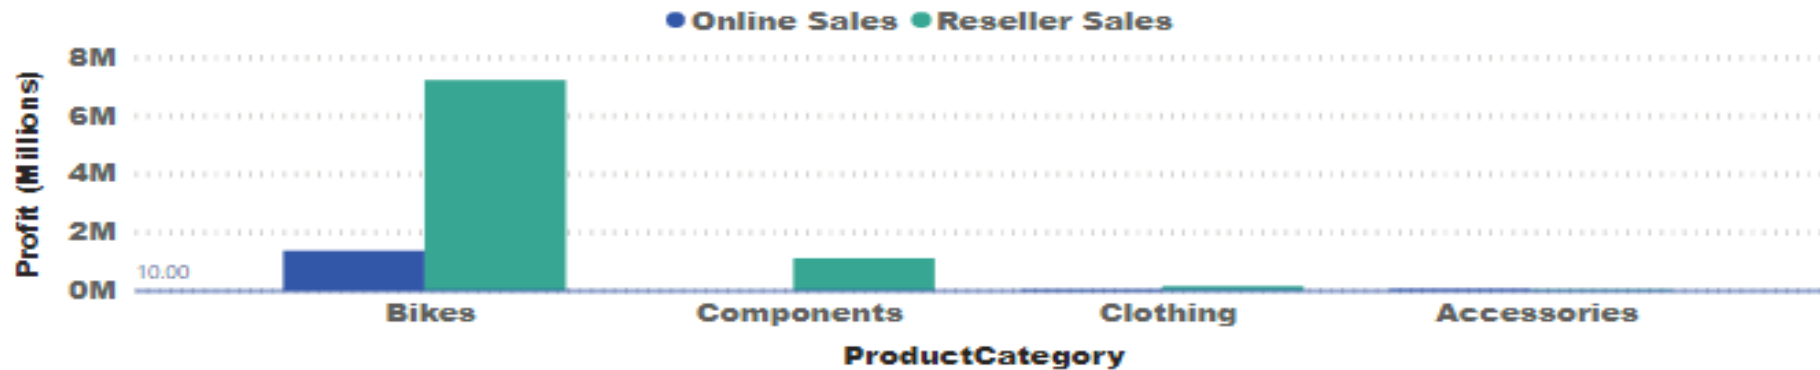 Online Sales Reseller Sales
8M
6M
4M
2M
0M
Profit (Millions)
10.00
Bikes Components Clothing Accessories
ProductCategory